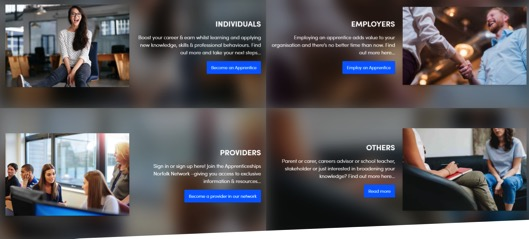 INDIVIDUALS
Boost your career & earn whilst learning and applying
new knowledge, skills & professional behaviours. Find
out more and take your next steps...
Become an Apprentice
EMPLOYERS
Employing an apprentice adds value to your
organisation and there's no better time than now. Find
out more here...
Employ an Apprentice
PROVIDERS
Sign in or sign up here! Join the Apprenticeships
Norfolk Network - giving you access to exclusive
information & resources...
Become a provider in our network
OTHERS
Parent or carer, careers advisor or school teacher,
stakeholder or just interested in broadening your
knowledge? Find out more here...
Read more